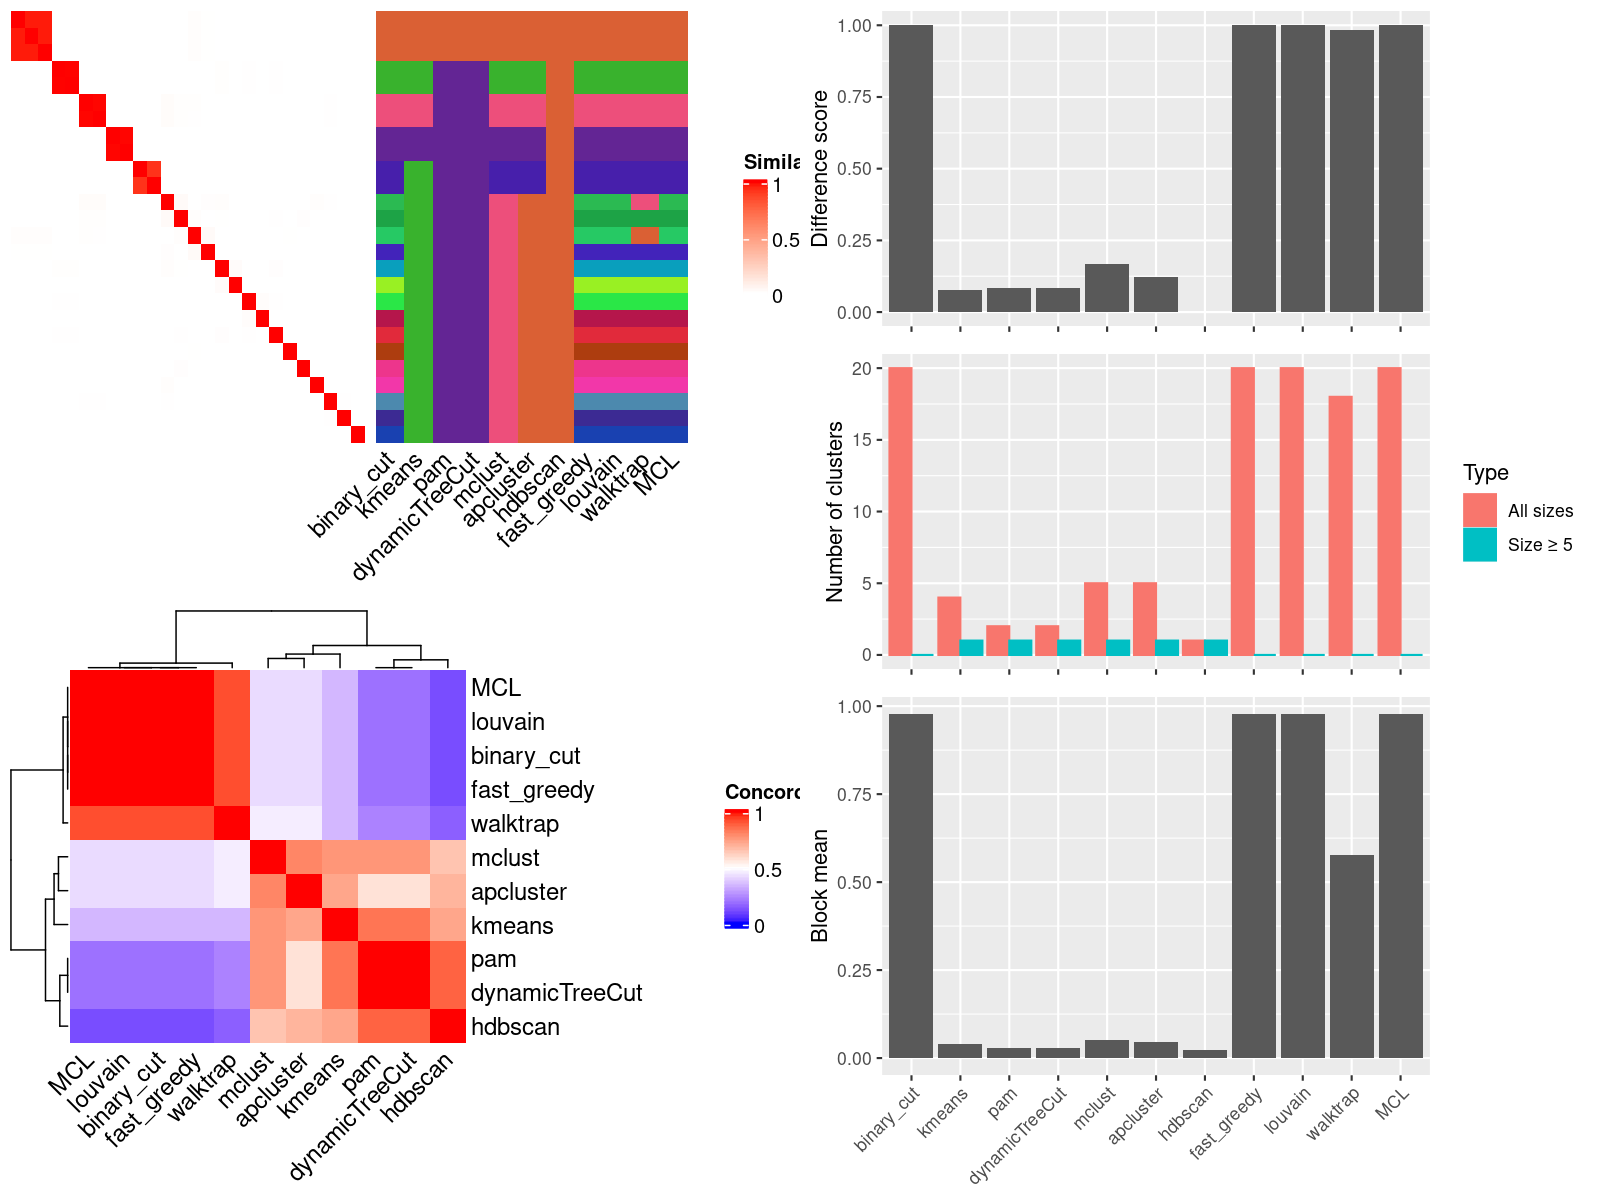 Simila
1
0.5
0
binary_cut
kmeans
pam
dynamicTreeCut
mclust
apcluster
hdbscan
fast_greedy
louvain
walktrap
MCL
MCL
louvain
binary_cut
fast_greedy
walktrap
mclust
apcluster
kmeans
pam
dynamicTreeCut
hdbscan
MCL
louvain
binary_cut
fast_greedy
walktrap
mclust
apcluster
kmeans
pam
dynamicTreeCut
hdbscan
Concord
1
0.5
0
Difference score
1.00
0.75
0.50
0.25
0.00
Number of clusters
20
15
10
5
0
Type
All sizes
Size ≥ 5
Block mean
1.00
0.75
0.50
0.25
0.00
binary_cut
kmeans
pam
dynamicTreeCut
mclust
apcluster
hdbscan
fast_greedy
louvain
walktrap
MCL